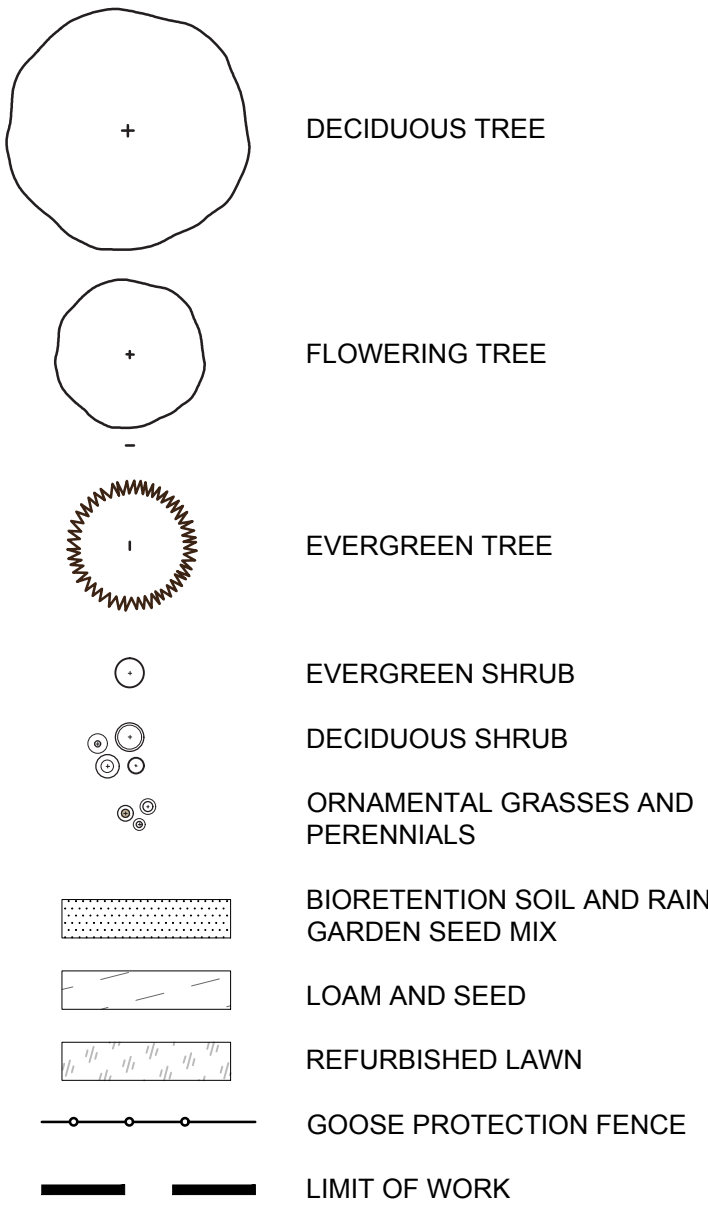 DECIDUOUS TREE
FLOWERING TREE
EVERGREEN TREE
EVERGREEN SHRUB
DECIDUOUS SHRUB
ORNAMENTAL GRASSES AND
PERENNIALS
BIORETENTION SOIL AND RAIN
GARDEN SEED MIX
LOAM AND SEED
REFURBISHED LAWN
GOOSE PROTECTION FENCE
LIMIT OF WORK